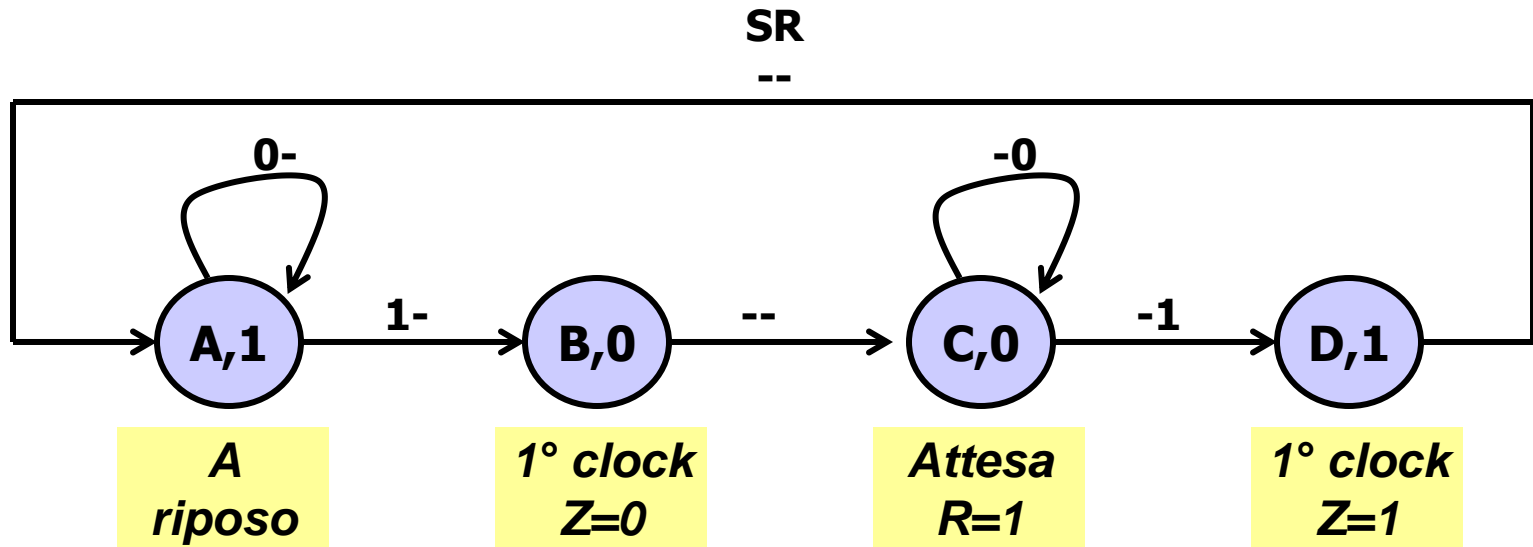 SR
--
0-
-0
A,1
1-
B,0
--
C,0
-1
D,1
A
riposo
1° clock
Z=0
Attesa
R=1
1° clock
Z=1